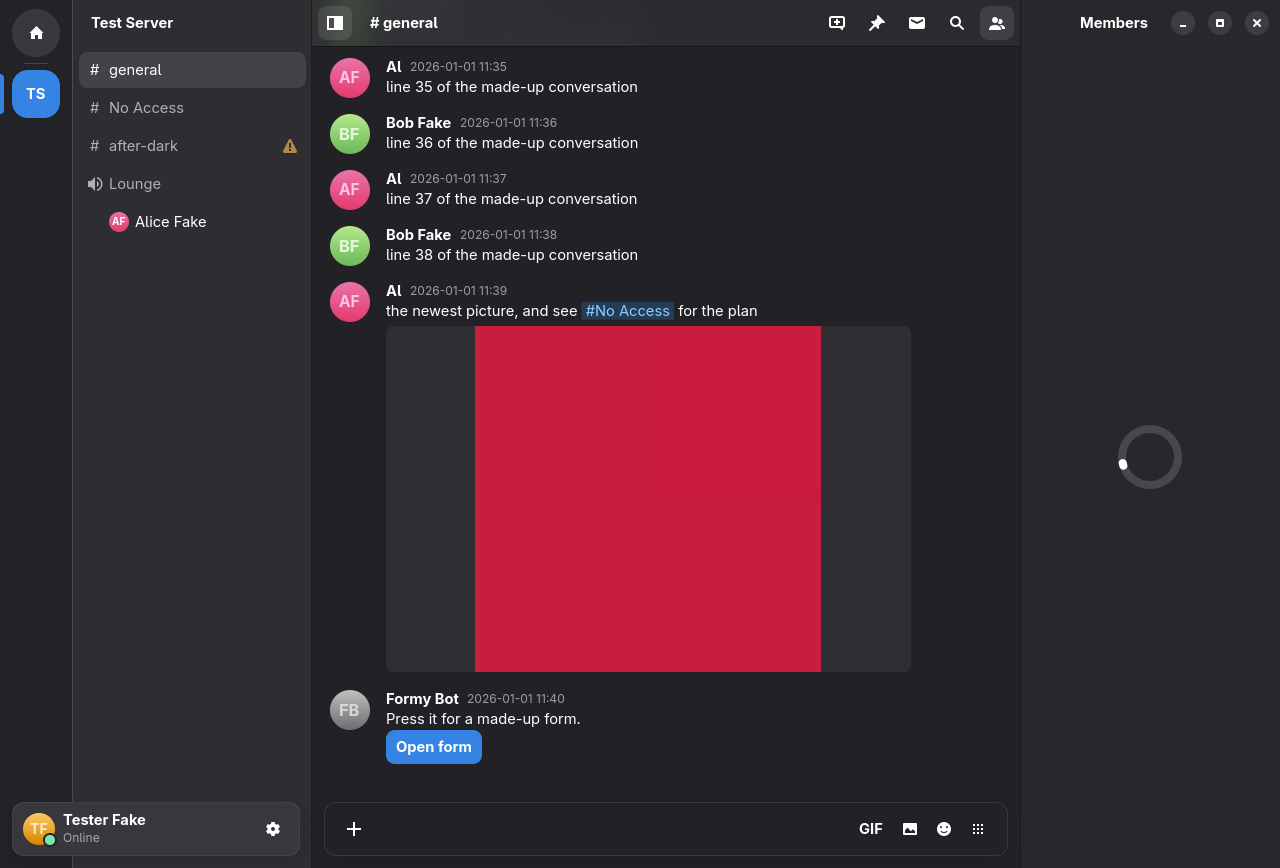 Test Server
# general
Members
TS
# general
# No Access
# after-dark
Lounge
AF Alice Fake
AF
Al 2026-01-01 11:35
line 35 of the made-up conversation
BF
Bob Fake 2026-01-01 11:36
line 36 of the made-up conversation
AF
Al 2026-01-01 11:37
line 37 of the made-up conversation
BF
Bob Fake 2026-01-01 11:38
line 38 of the made-up conversation
AF
Al 2026-01-01 11:39
the newest picture, and see #No Access for the plan
FB
Formy Bot 2026-01-01 11:40
Press it for a made-up form.
Open form
TF
Tester Fake
Online
GIF